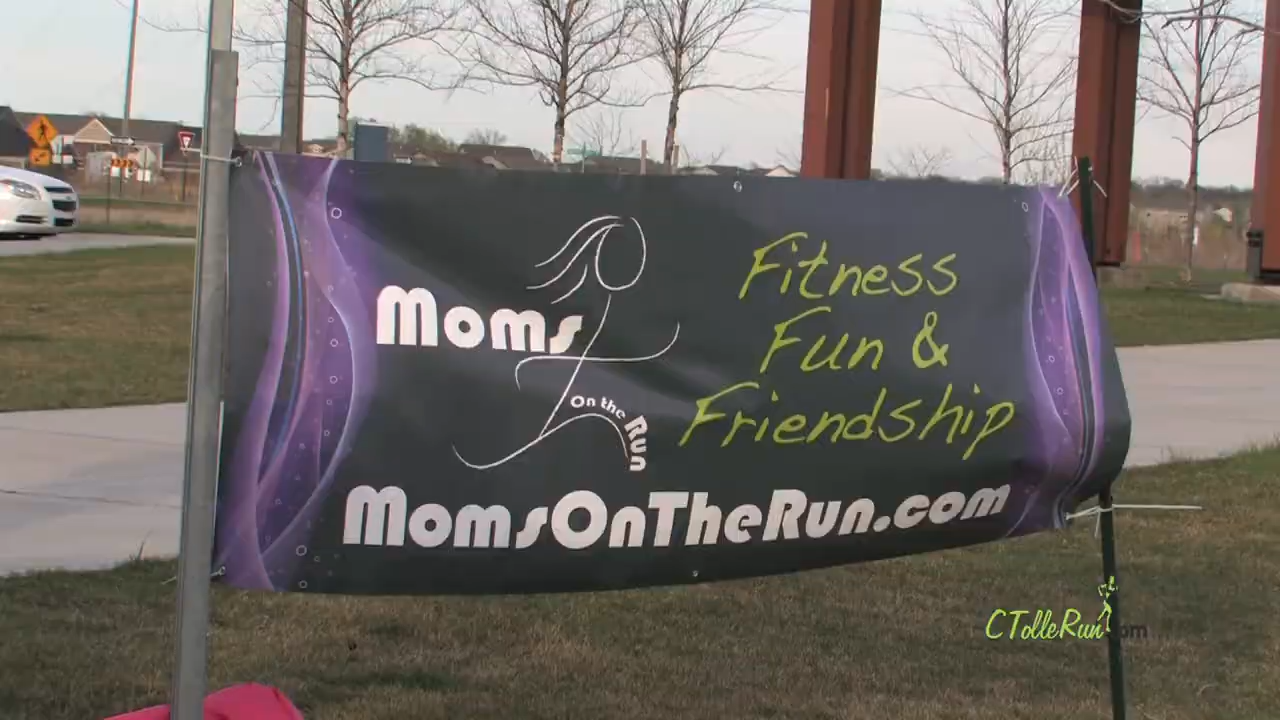 Moms
On the Run
Fitness
Fun &
Friendship
MomsOnTheRun.com
CTolleRun.com